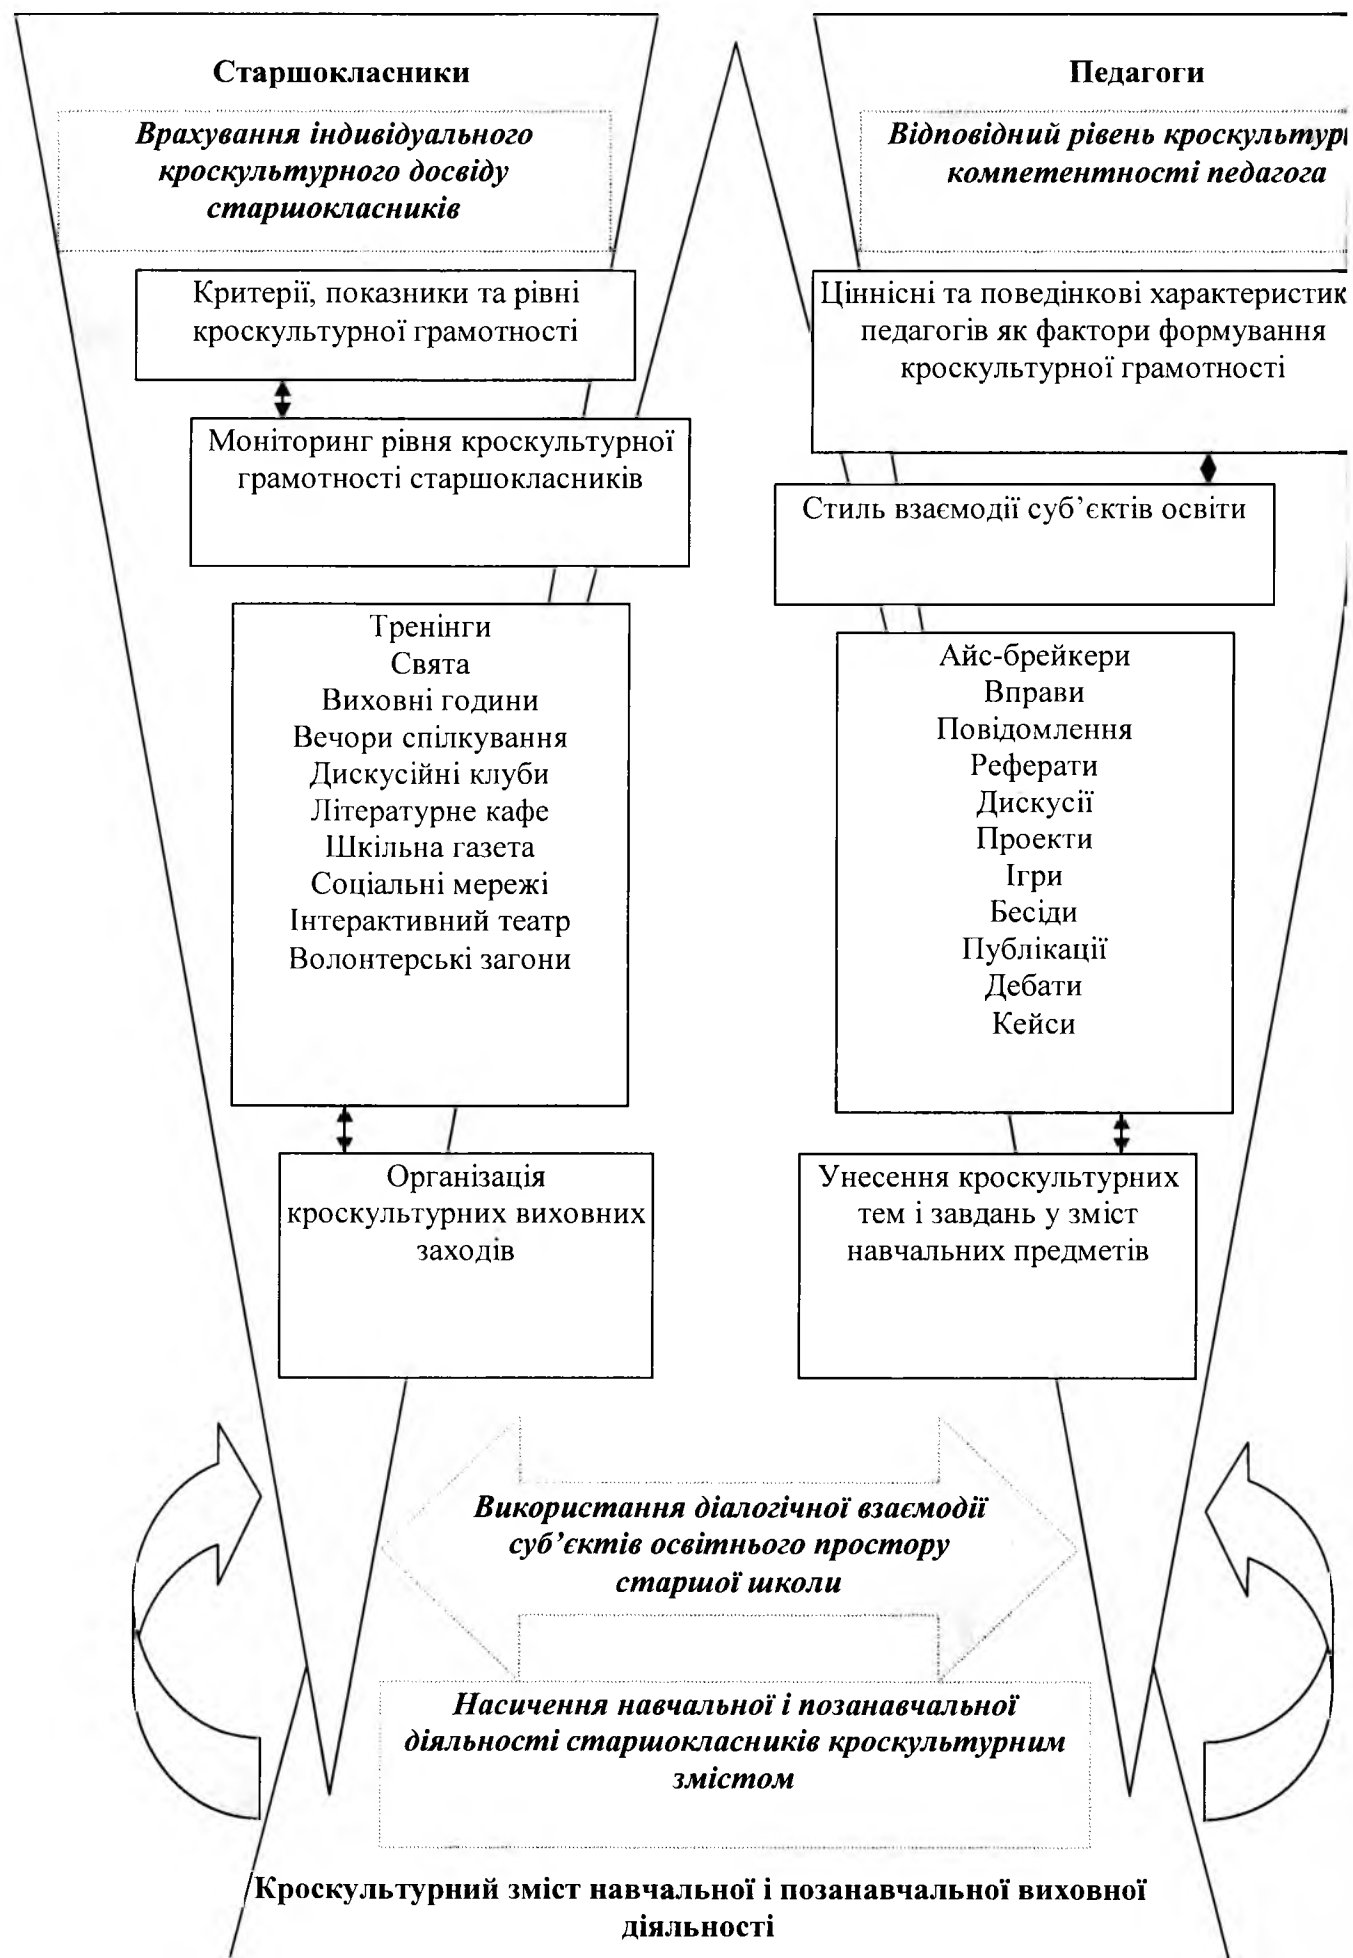 Старшокласники
Врахування індивідуального
кроскультурного досвіду
старшокласників
Критерії, показники та рівні
кроскультурної грамотності
Моніторинг рівня кроскультурної
грамотності старшокласників
Тренінги
Свята
Виховні години
Вечори спілкування
Дискусійні клуби
Літературне кафе
Шкільна газета
Соціальні мережі
Інтерактивний театр
Волонтерські загони
Організація
кроскультурних виховних
заходів
Педагоги
Відповідний рівень
компетентності педагога
Ціннісні та поведінкові
педагогів як фактори формування
кроскультурної грамотності
Стиль взаємодії суб’єктів освіти
Айс-брейкери
Вправи
Повідомлення
Реферати
Дискусії
Проекти
Ігри
Бесіди
Публікації
Дебати
Кейси
Унесення кроскультурних
тем і завдань у зміст
навчальних предметів
Використання діалогічної взаємодії
суб’єктів освітнього простору
старшої школи
Насичення навчальної і позанавчальної
діяльності старшокласників кроскультурним
змістом
Кроскультурний зміст навчальної і позанавчальної виховної
діяльності